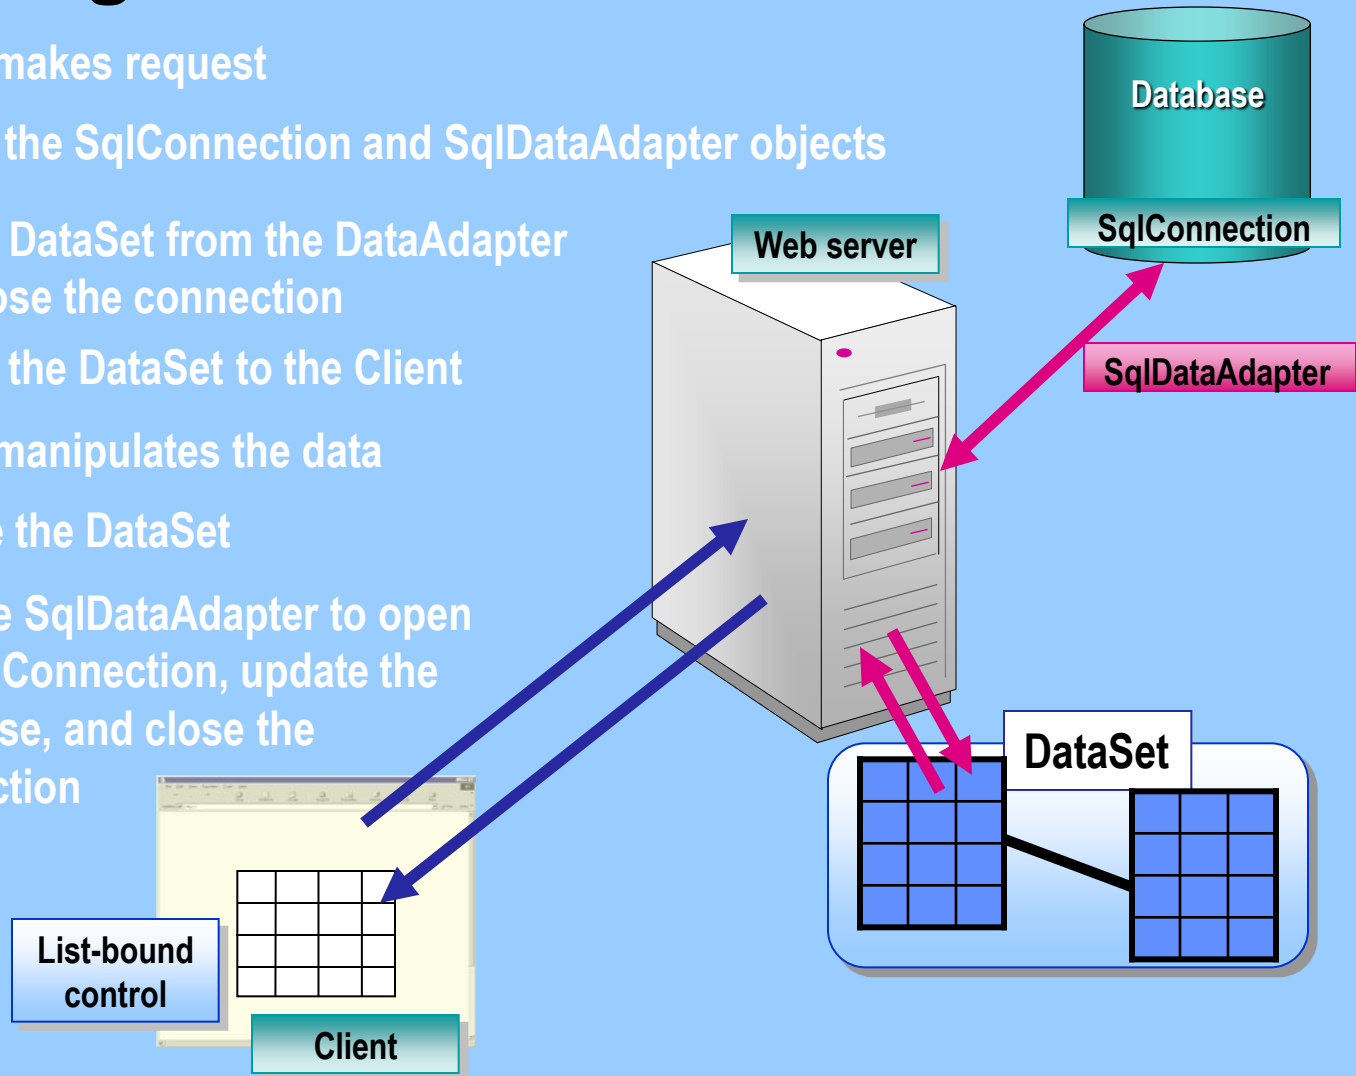 makes request
the SqlConnection and SqlDataAdapter objects
DataSet from the DataAdapter
ose the connection
the DataSet to the Client
manipulates the data
e the DataSet
e SqlDataAdapter to open
Connection, update the
se, and close the
ction
Database
SqlConnection
Web server
SqlDataAdapter
DataSet
List-bound
control
Client